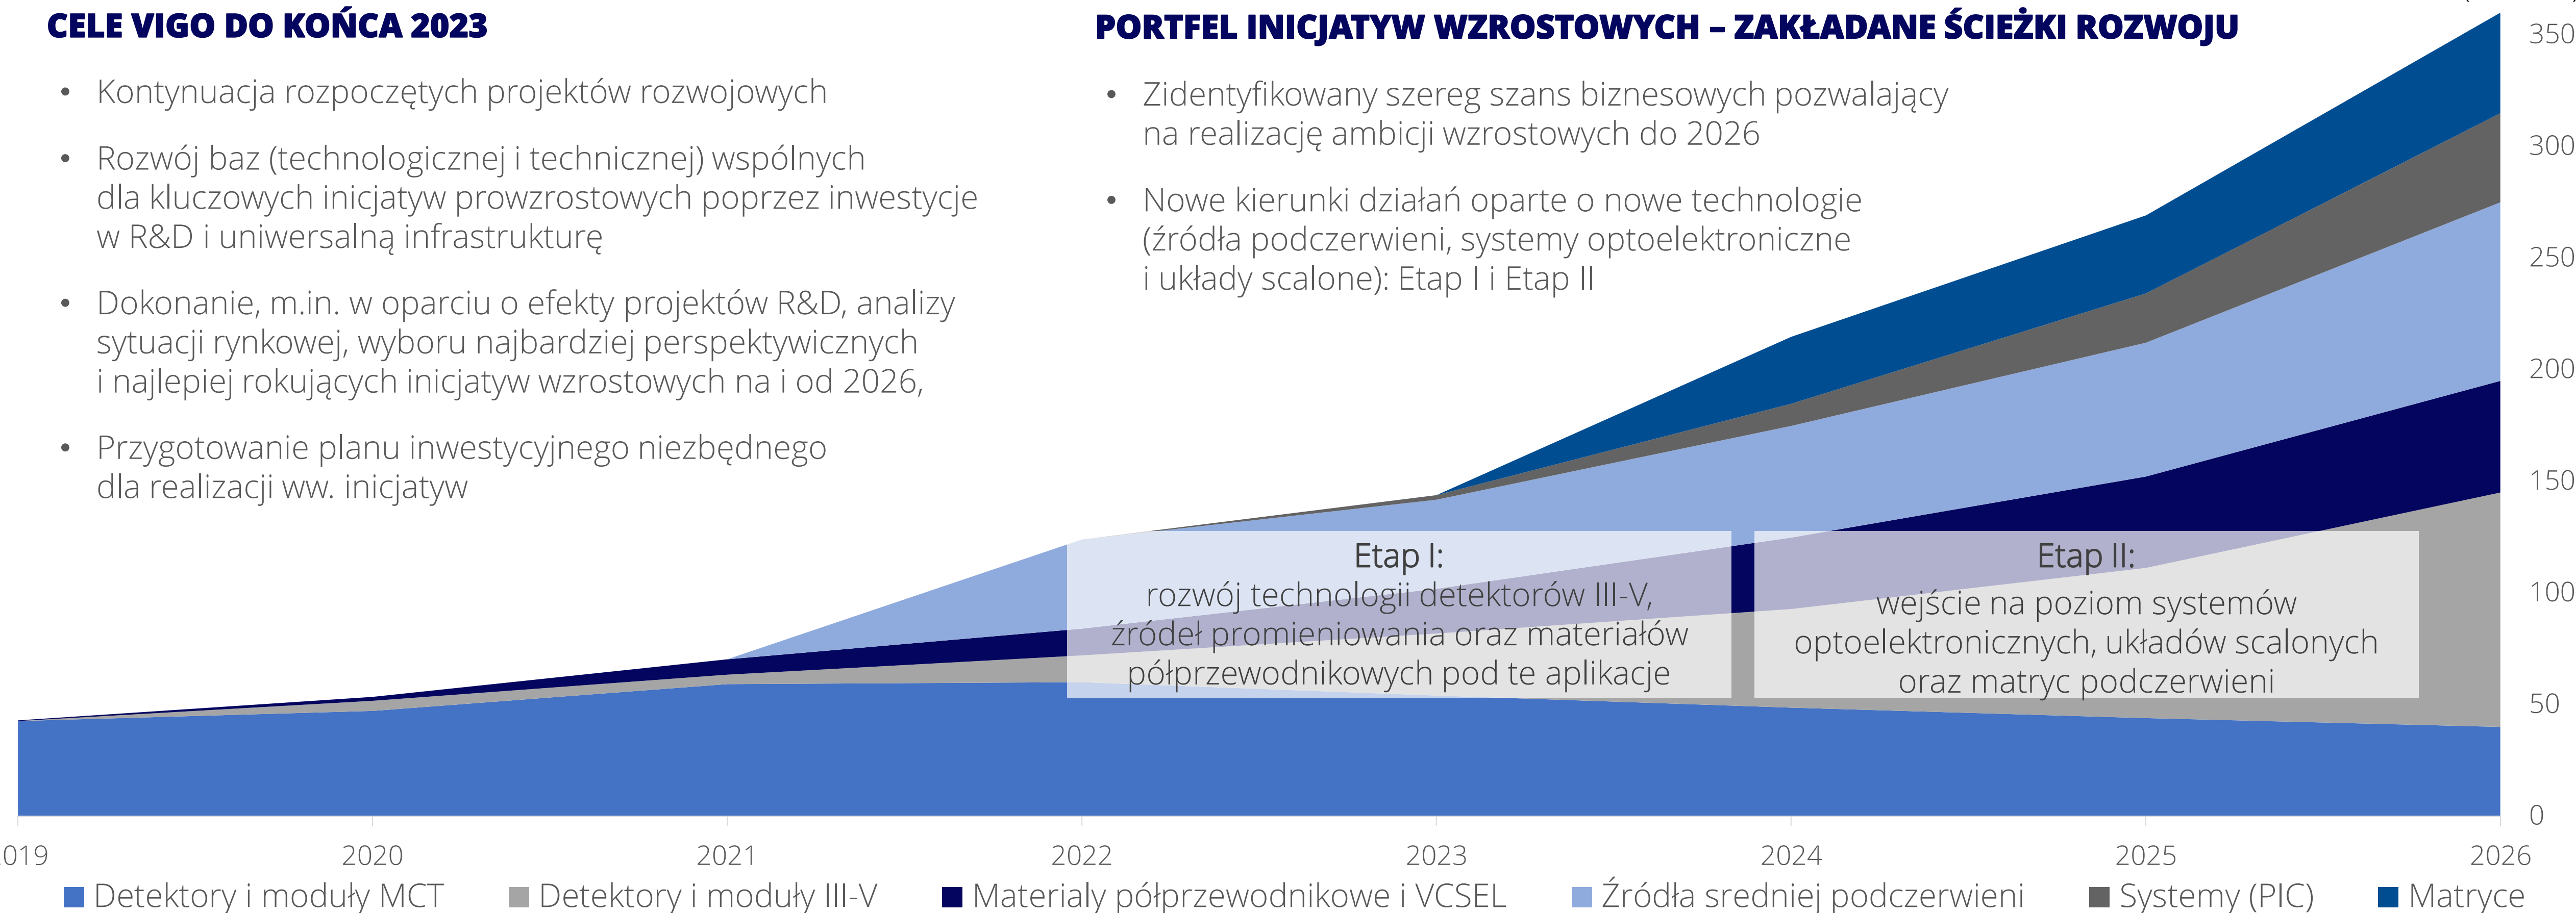 CELE VIGO DO KOŃCA 2023
• Kontynuacja rozpoczętych projektów rozwojowych
• Rozwój baz (technologicznej i technicznej) wspólnych
dla kluczowych inicjatyw prowzrostowych poprzez inwestycje
w R&D i uniwersalną infrastrukturę
• Dokonanie, m.in. w oparciu o efekty projektów R&D, analizy
sytuacji rynkowej, wyboru najbardziej perspektywicznych
i najlepiej rokujących inicjatyw wzrostowych na i od 2026,
• Przygotowanie planu inwestycyjnego niezbędnego
dla realizacji ww. inicjatyw
PORTFEL INICJATYW WZROSTOWYCH – ZAKŁADANE ŚCIEŻKI ROZWOJU
• Zidentyfikowany szereg szans biznesowych pozwalający
na realizację ambicji wzrostowych do 2026
• Nowe kierunki działań oparte o nowe technologie
(źródła podczerwieni, systemy optoelektroniczne
i układy scalone): Etap I i Etap II
350
300
250
200
150
100
50
0
Etap I:
rozwój technologii detektorów III-V,
źródeł promieniowania oraz materiałów
półprzewodnikowych pod te aplikacje
Etap II:
wejście na poziom systemów
optoelektronicznych, układów scalonych
oraz matryc podczerwieni
019 2020 2021 2022 2023 2024 2025 2026
Detektory i moduły MCT Detektory i moduły III-V Materialy półprzewodnikowe i VCSEL Źródła sredniej podczerwieni Systemy (PIC) Matryce